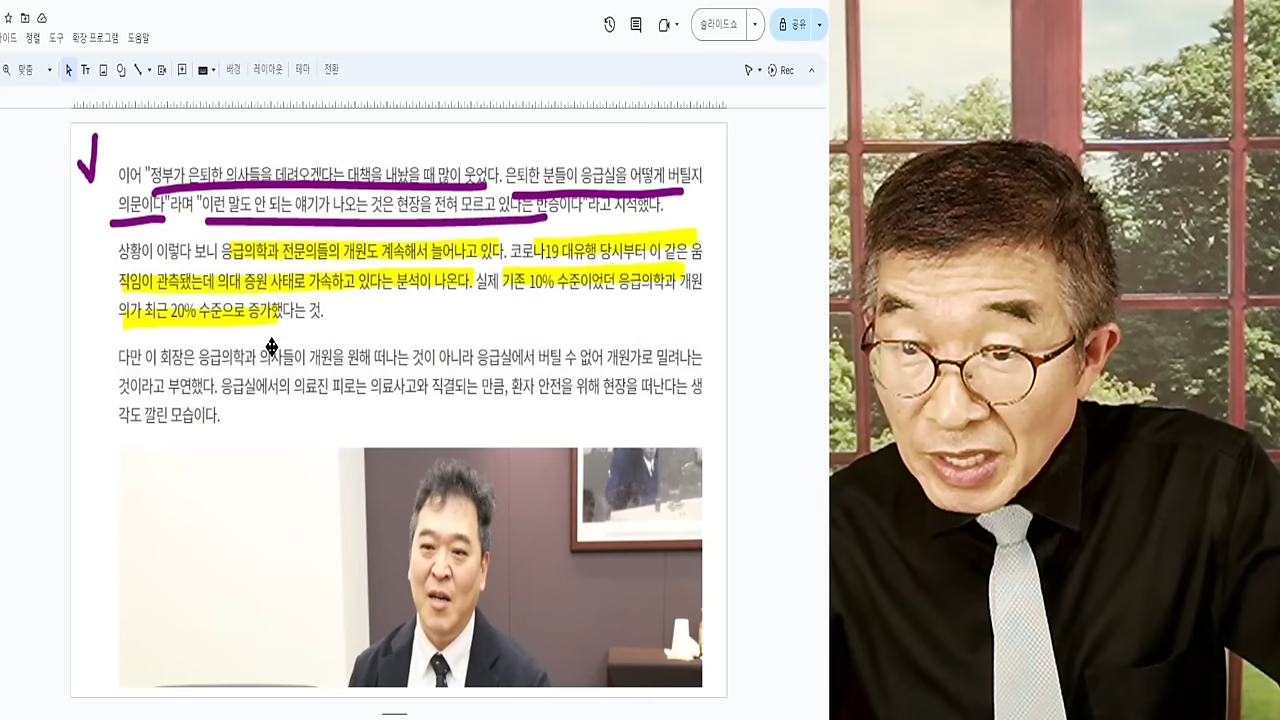 이드 정렬 도구 확장 프로그램 도움말
슬라이드쇼
공유
맞춤
배경 레이아웃 테마 전환
Rec
이어 "정부가 은퇴한 의사들을 데려오겠다는 대책을 내놨을 때 많이 웃었다. 은퇴한 분들이 응급실을 어떻게 버틸지
의문이다"라며 "이런 말도 안 되는 얘기가 나오는 것은 현장을 전혀 모르고 있다는 반증이다"라고 지적했다.
상황이 이렇다 보니 응급의학과 전문의들의 개원도 계속해서 늘어나고 있다. 코로나19 대유행 당시부터 이 같은 움
직임이 관측됐는데 의대 증원 사태로 가속하고 있다는 분석이 나온다. 실제 기존 10% 수준이었던 응급의학과 개원
의가 최근 20% 수준으로 증가했다는 것.
다만 이 회장은 응급의학과 의사들이 개원을 원해 떠나는 것이 아니라 응급실에서 버틸 수 없어 개원가로 밀려나는
것이라고 부연했다. 응급실에서의 의료진 피로는 의료사고와 직결되는 만큼, 환자 안전을 위해 현장을 떠난다는 생
각도 깔린 모습이다.